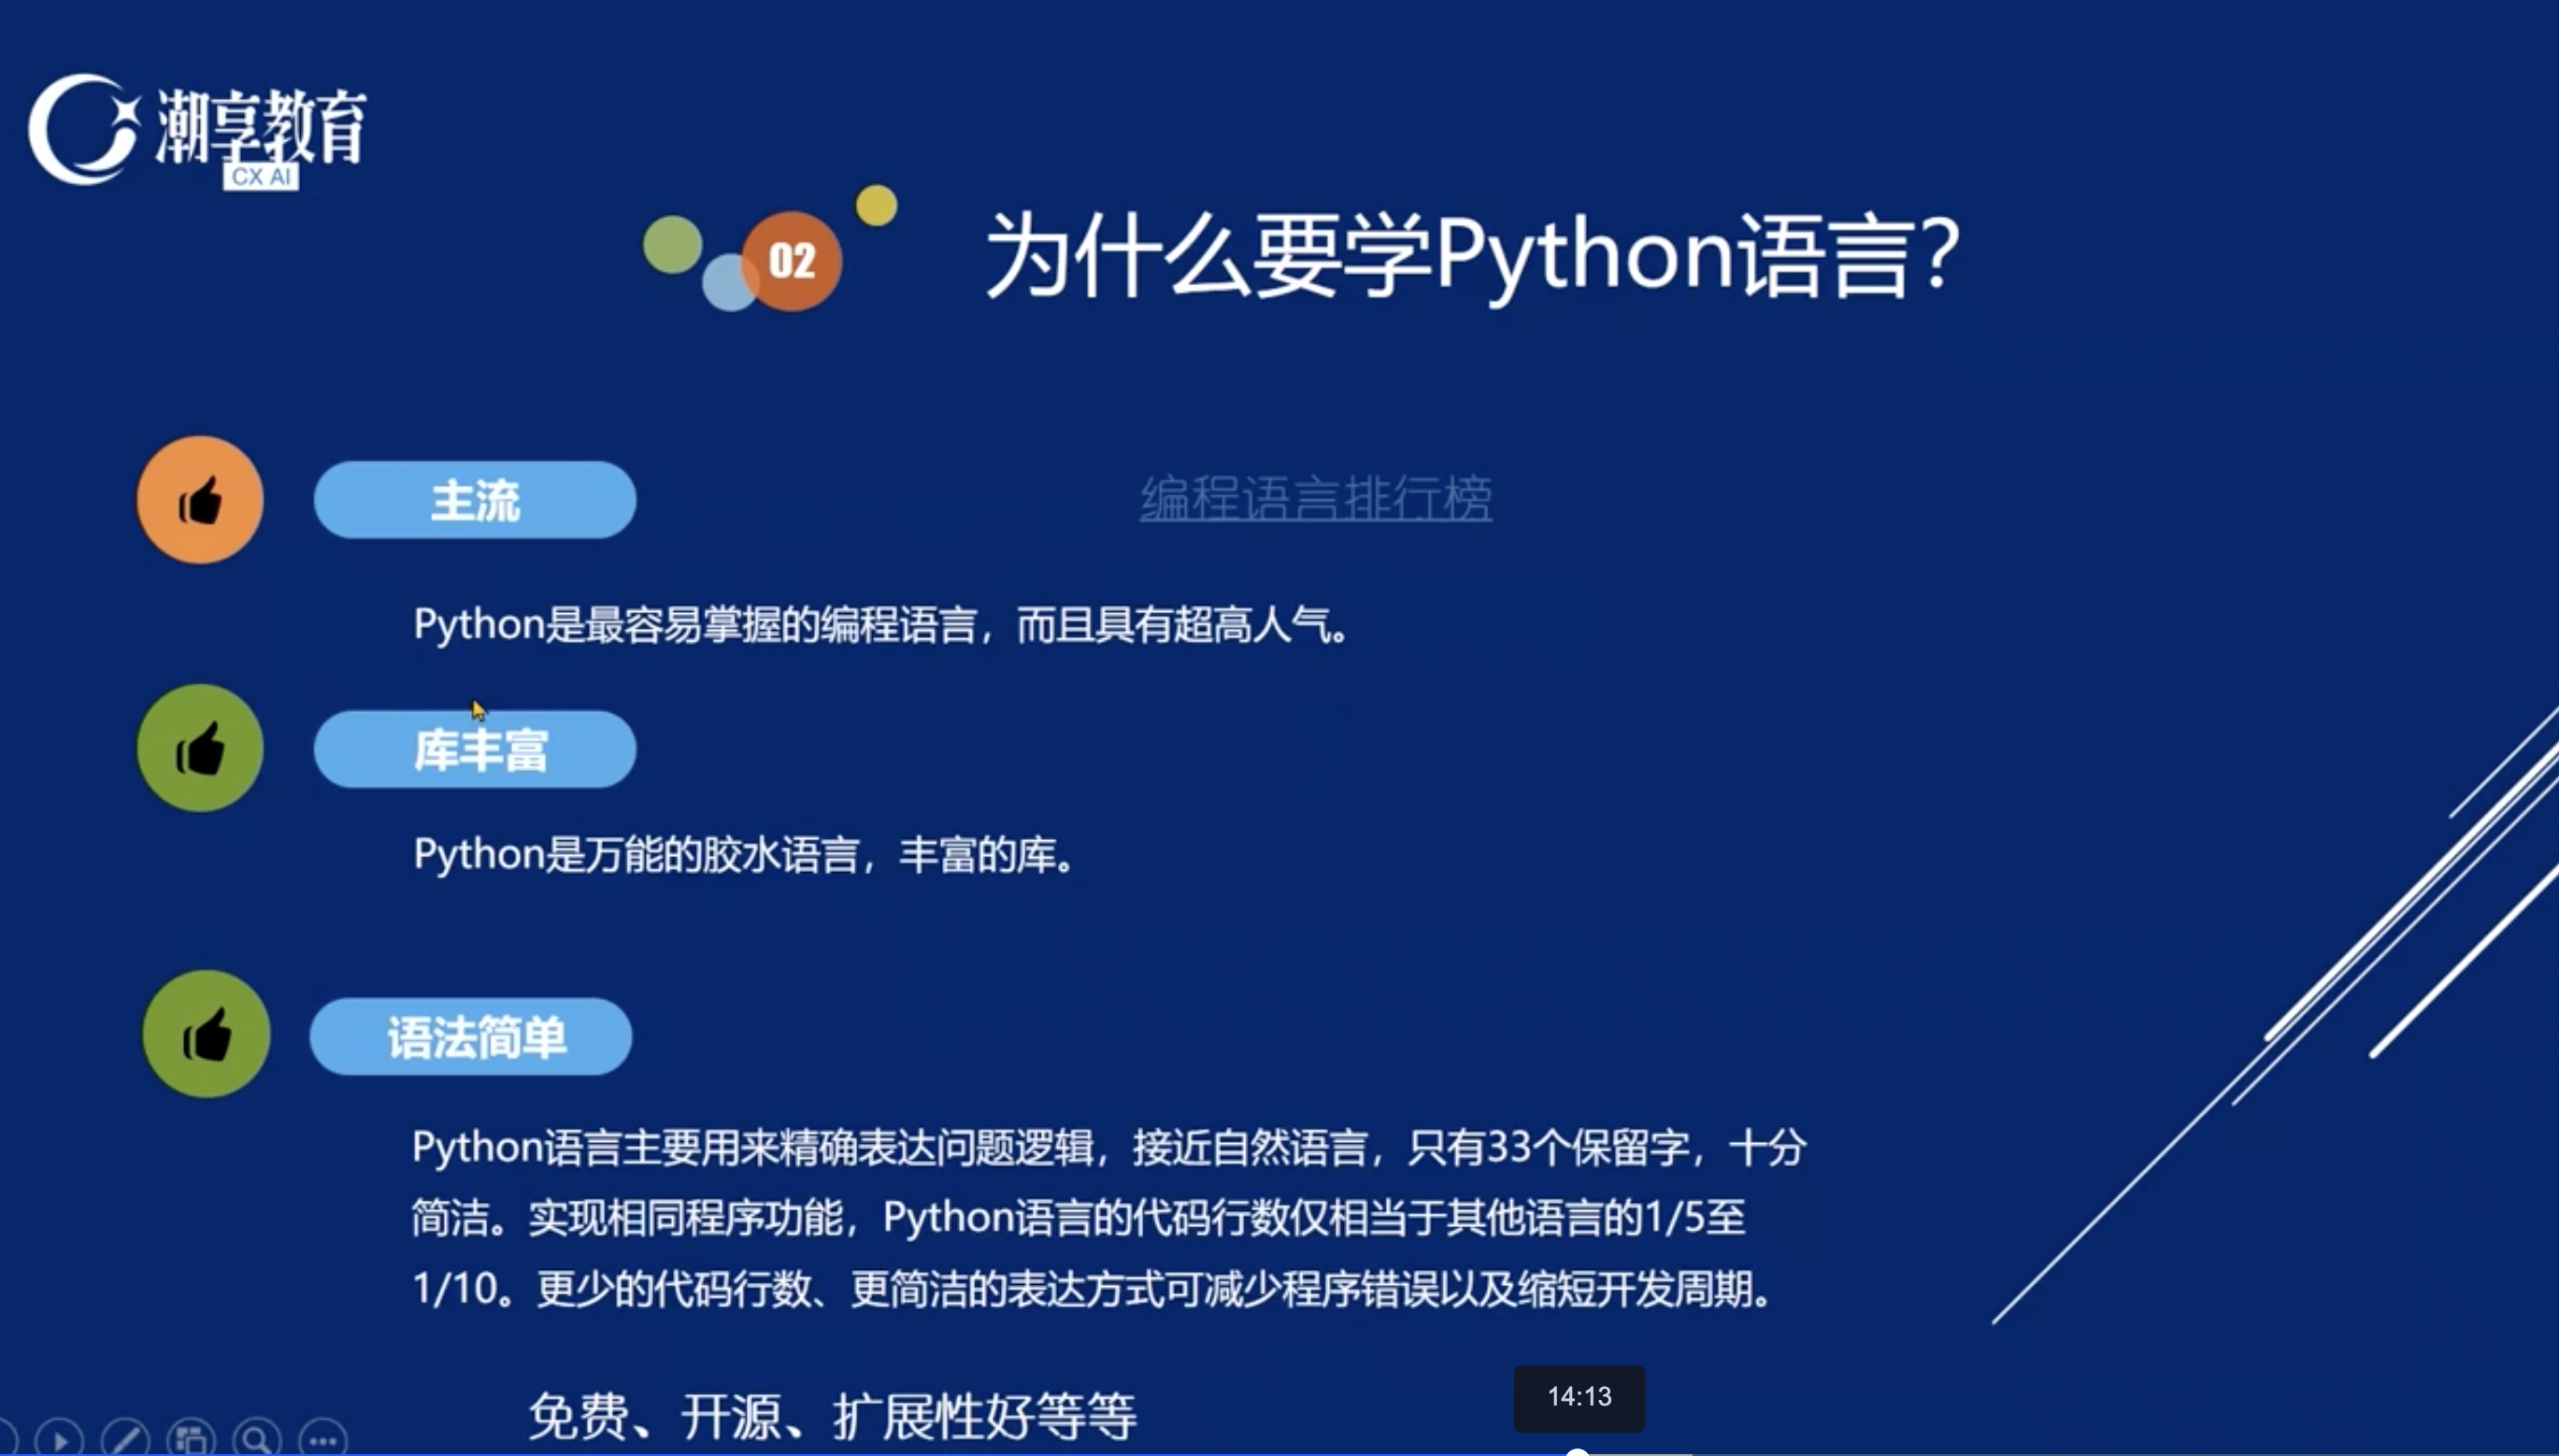 潮享教育
CX AI
02
为什么要学Python语言？
主流
编程语言排行榜
Python是最容易掌握的编程语言，而且具有超高人气。
库丰富
Python是万能的胶水语言，丰富的库。
语法简单
Python语言主要用来精确表达问题逻辑，接近自然语言，只有33个保留字，十分
简洁。实现相同程序功能，Python语言的代码行数仅相当于其他语言的1/5至
1/10。更少的代码行数、更简洁的表达方式可减少程序错误以及缩短开发周期。
14:13
免费、开源、扩展性好等等